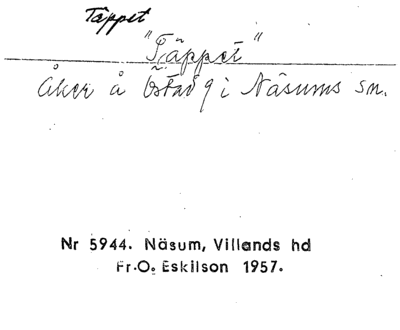 Täppet
"Täppet"
Åker å Östad 9 i Näsums sn.
Nr 5944. Näsum, Villands hd
Fr.O. Eskilson 1957.